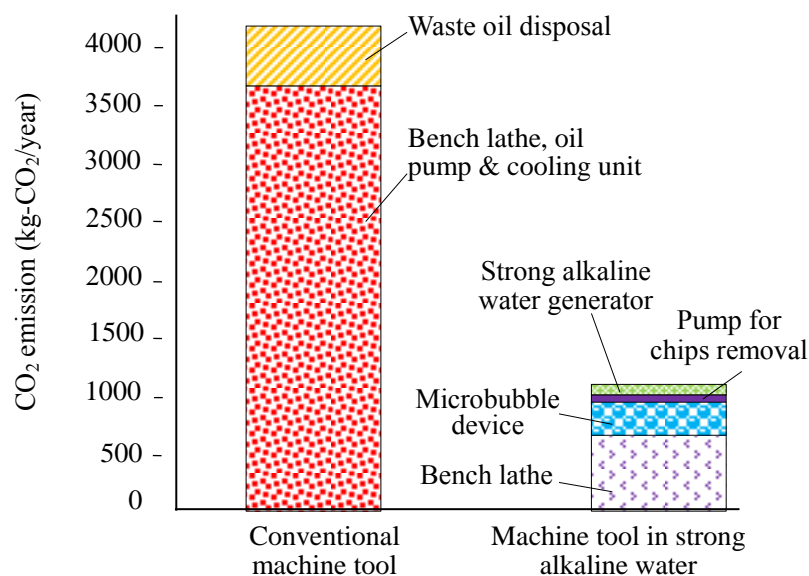 CO₂ emission (kg-CO₂/year)
4000
3500
3000
2500
2000
1500
1000
500
0
Waste oil disposal
Bench lathe, oil
pump & cooling unit
Strong alkaline
water generator
Pump for
chips removal
Microbubble
device
Bench lathe
Conventional
machine tool
Machine tool in strong
alkaline water